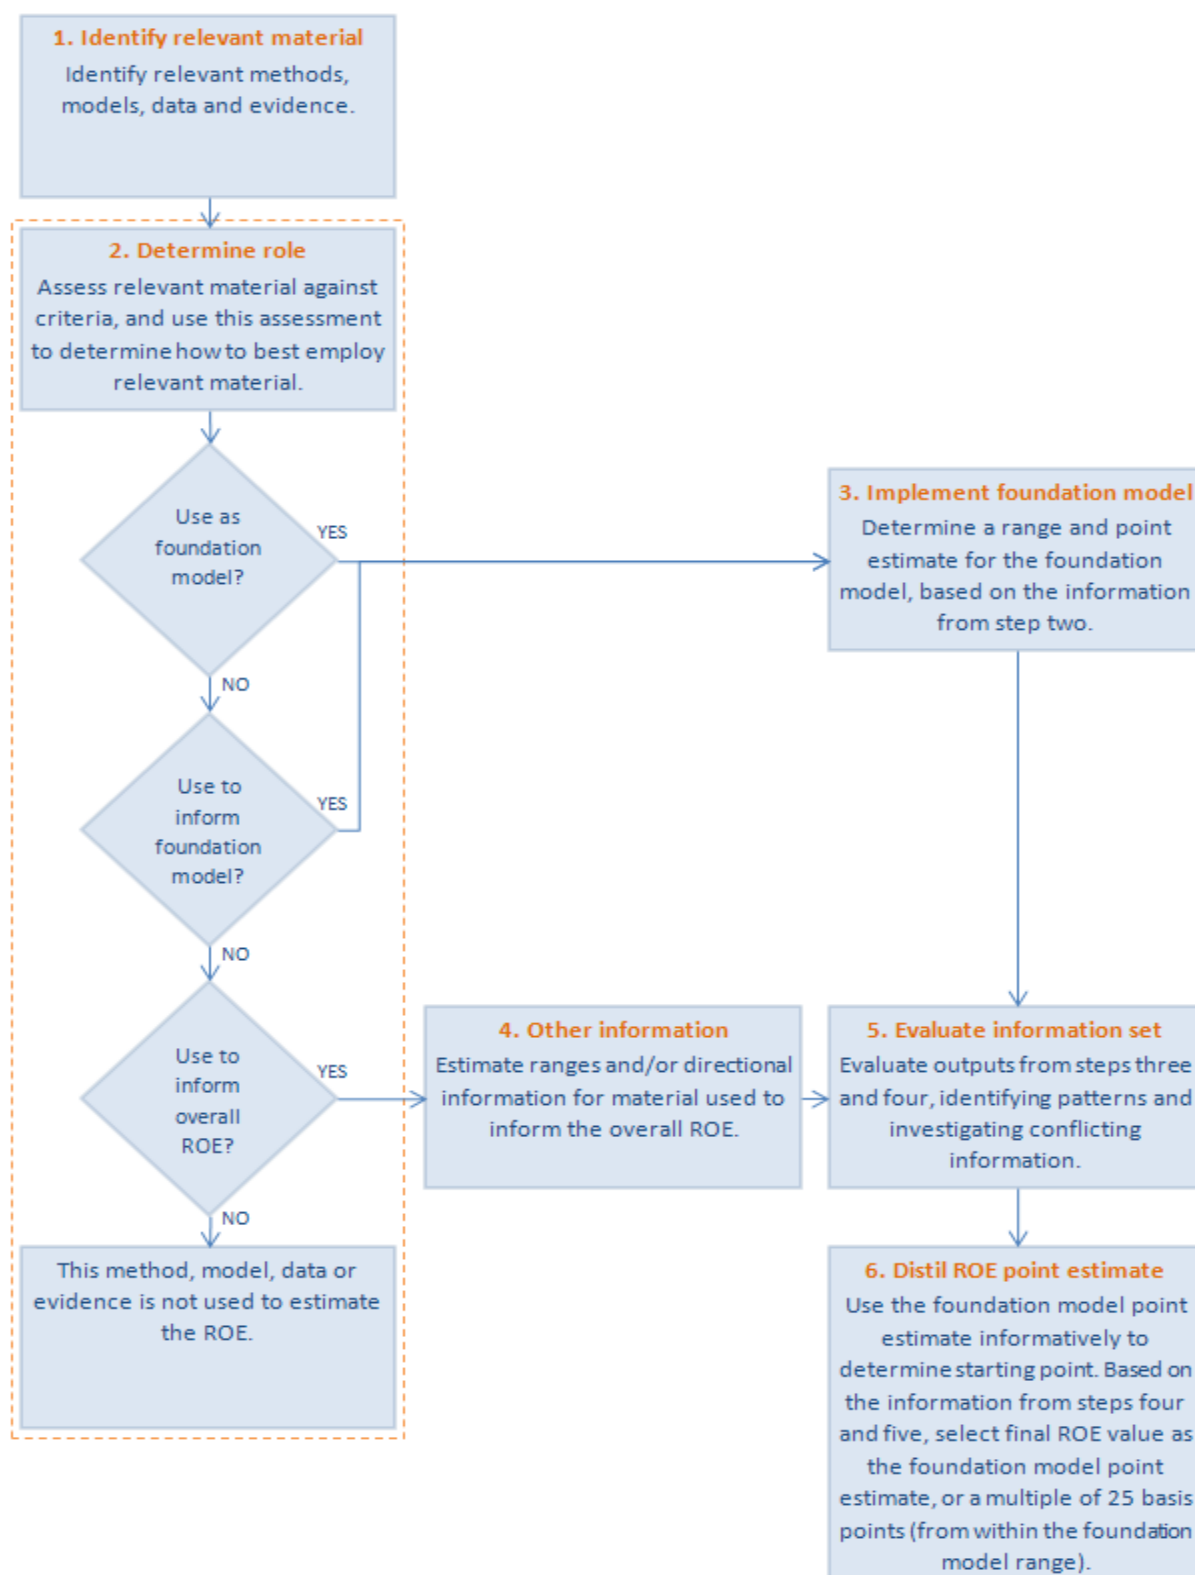 1. Identify relevant material
Identify relevant methods,
models, data and evidence.
2. Determine role
Assess relevant material against
criteria, and use this assessment
to determine how to best employ
relevant material.
Use as
foundation
model?
YES
NO
3. Implement foundation model
Determine a range and point
estimate for the foundation
model, based on the information
from step two.
Use to
inform
foundation
model?
YES
NO
Use to
inform
overall
ROE?
YES
NO
4. Other information
Estimate ranges and/or directional
information for material used to
inform the overall ROE.
5. Evaluate information set
Evaluate outputs from steps three
and four, identifying patterns and
investigating conflicting
information.
This method, model, data or
evidence is not used to estimate
the ROE.
6. Distil ROE point estimate
Use the foundation model point
estimate informatively to
determine starting point. Based on
the information from steps four
and five, select final ROE value as
the foundation model point
estimate, or a multiple of 25 basis
points (from within the foundation
model range).